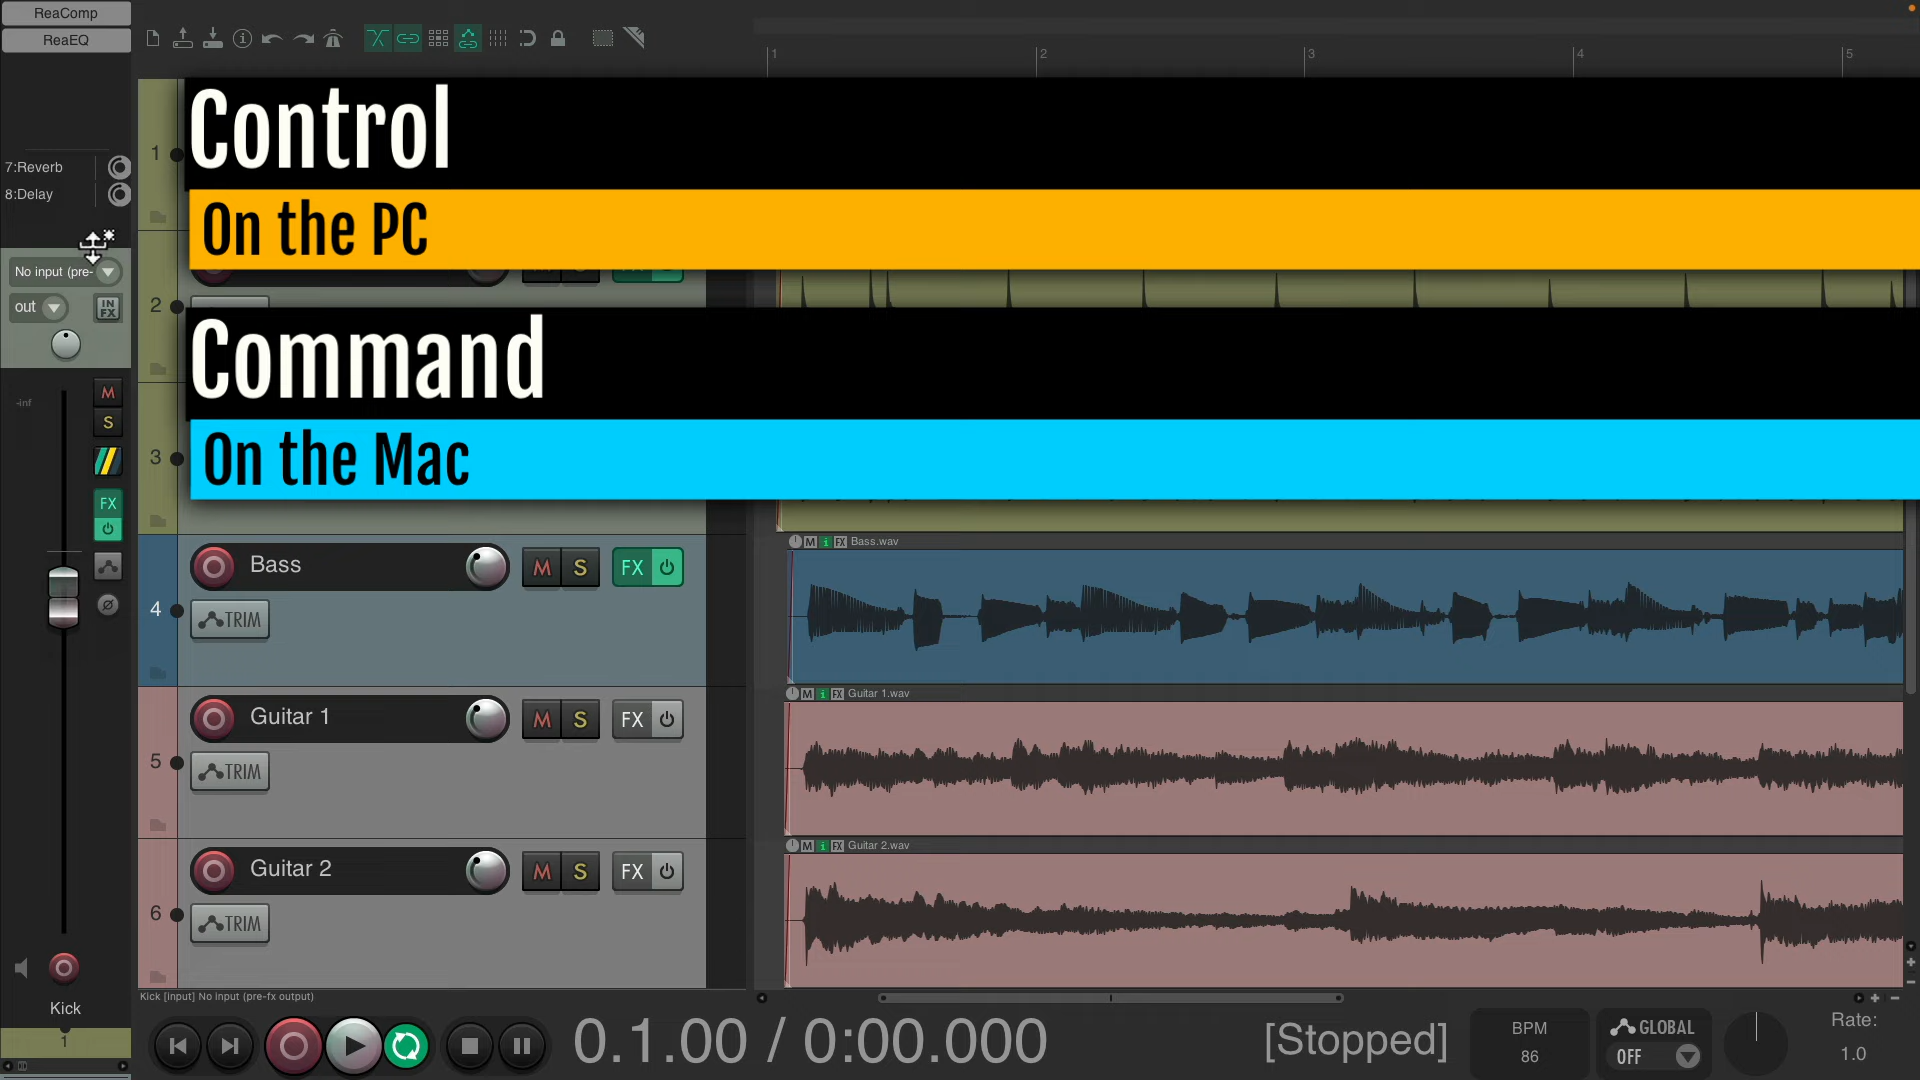 ReaComp
ReaEQ
1
2
3
4
5
Control
On the PC
Command
On the Mac
7:Reverb
8:Delay
No input (pre-
out
IN
FX
-inf
M
S
FX
Kick
1
1
2
3
M i FX Bass.wav
4
Bass
M S FX
TRIM
M i FX Guitar 1.wav
5
Guitar 1
M S FX
TRIM
M i FX Guitar 2.wav
6
Guitar 2
M S FX
TRIM
Kick [input] No input (pre-fx output)
0.1.00 / 0:00.000
[Stopped]
BPM
86
GLOBAL
OFF
Rate:
1.0